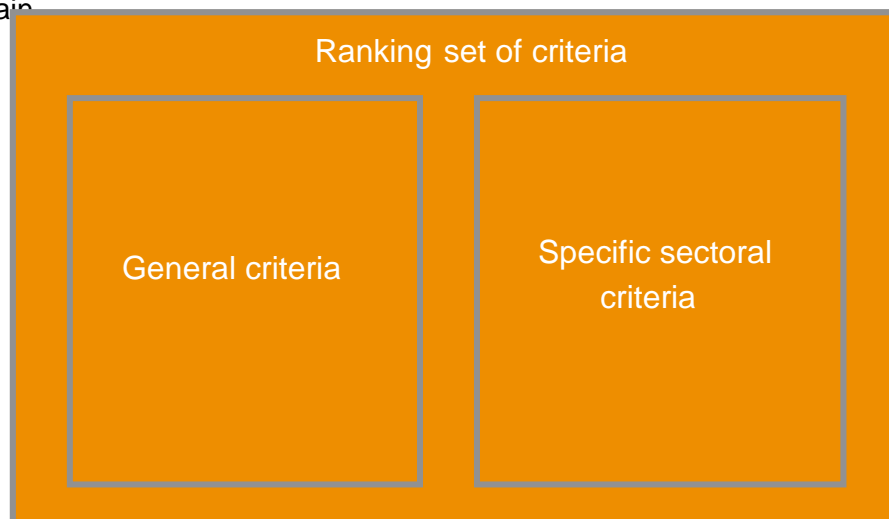 Ranking set of criteria
General criteria
Specific sectoral
criteria